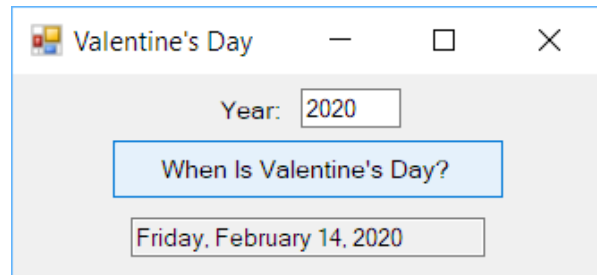 Valentine's Day
Year: 2020
When Is Valentine's Day?
Friday, February 14, 2020